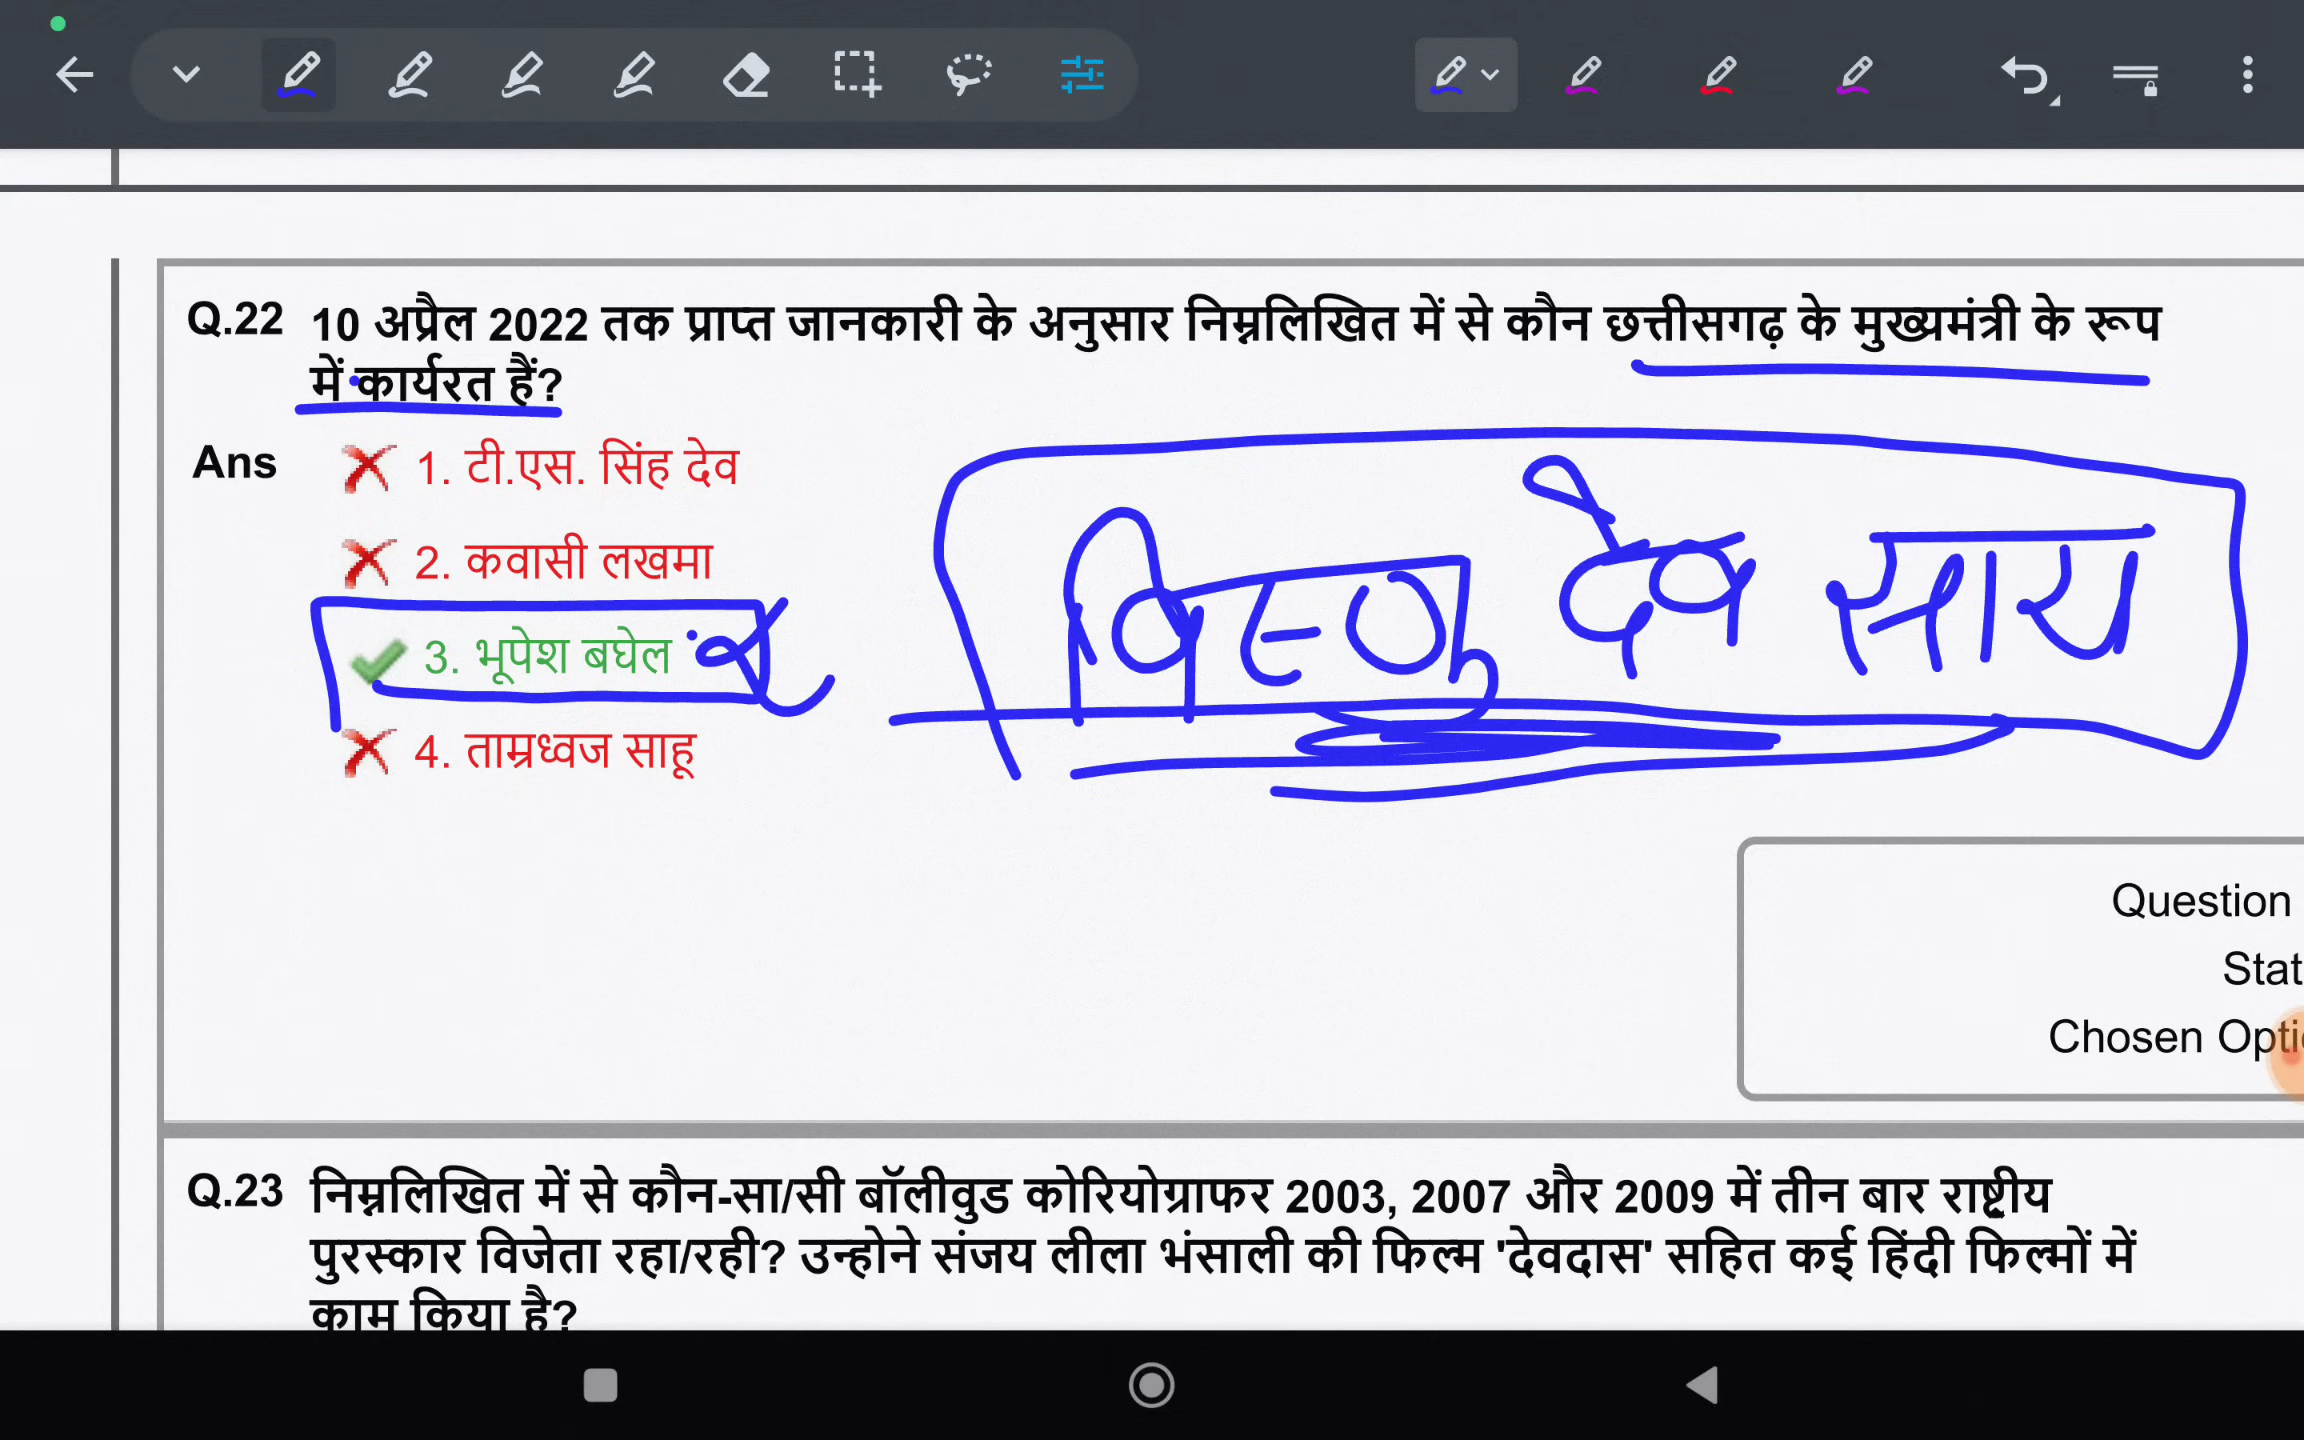 Q.22 10 अप्रैल 2022 तक प्राप्त जानकारी के अनुसार निम्नलिखित में से कौन छत्तीसगढ़ के मुख्यमंत्री के रूप
में कार्यरत हैं?
Ans 1. टी.एस. सिंह देव
2. कवासी लखमा
3. भूपेश बघेल
4. ताम्रध्वज साहू
देव साय
Question
Stat
Chosen Opti
Q.23 निम्नलिखित में से कौन-सा/सी बॉलीवुड कोरियोग्राफर 2003, 2007 और 2009 में तीन बार राष्ट्रीय
पुरस्कार विजेता रहा/रही? उन्होने संजय लीला भंसाली की फिल्म 'देवदास' सहित कई हिंदी फिल्मों में
काम किया है?